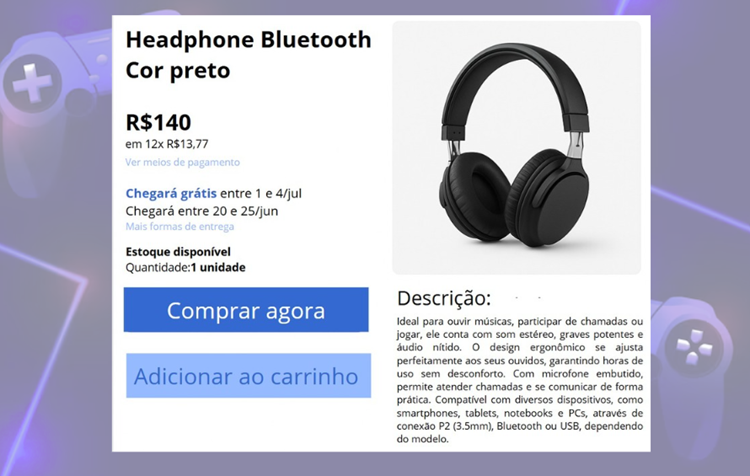 Headphone Bluetooth
Cor preto
R$140
em 12x R$13,77
Ver meios de pagamento
Chegará grátis entre 1 e 4/jul
Chegará entre 20 e 25/jun
Mais formas de entrega
Estoque disponível
Quantidade:1 unidade
Comprar agora
Adicionar ao carrinho
Descrição:
Ideal para ouvir músicas, participar de chamadas ou
jogar, ele conta com som estéreo, graves potentes e
áudio nítido. O design ergonômico se ajusta
perfeitamente aos seus ouvidos, garantindo horas de
uso sem desconforto. Com microfone embutido,
permite atender chamadas e se comunicar de forma
prática. Compatível com diversos dispositivos, como
smartphones, tablets, notebooks e PCs, através de
conexão P2 (3.5mm), Bluetooth ou USB, dependendo
do modelo.